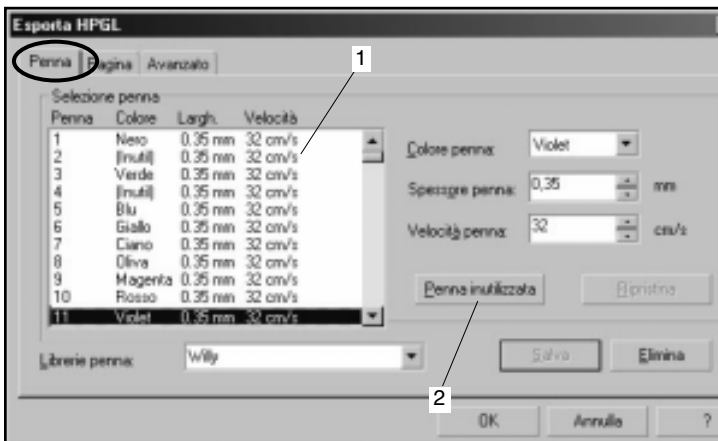 Esporta HPGL
Penna Pagina Avanzato
1
Selezione penna
Penna Colore Largh. Velocità
1 Nero 0.35 mm 32 cm/s
2 (Inutil) 0.35 mm 32 cm/s
3 Verde 0.35 mm 32 cm/s
4 (Inutil) 0.35 mm 32 cm/s
5 Blu 0.35 mm 32 cm/s
6 Giallo 0.35 mm 32 cm/s
7 Ciano 0.35 mm 32 cm/s
8 Oliva 0.35 mm 32 cm/s
9 Magenta 0.35 mm 32 cm/s
10 Rosso 0.35 mm 32 cm/s
11 Violet 0.35 mm 32 cm/s
Colore penna: Violet
Spessore penna: 0,35 mm
Velocità penna: 32 cm/s
Penna inutilizzata Ripristina
Librerie penna: Willy
Salva Elimina
2
OK Annulla ?